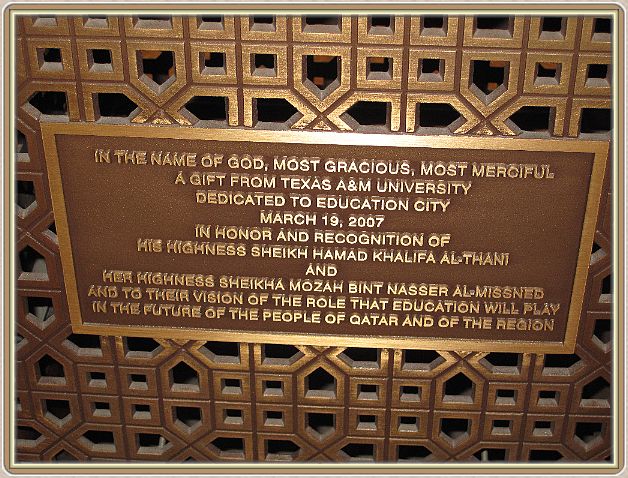 IN THE NAME OF GOD, MOST GRACIOUS, MOST MERCIFUL
A GIFT FROM TEXAS A&M UNIVERSITY
DEDICATED TO EDUCATION CITY
MARCH 19, 2007
IN HONOR AND RECOGNITION OF
HIS HIGHNESS SHEIKH HAMAD KHALIFA AL-THANI
AND
HER HIGHNESS SHEIKHA MOZAH BINT NASSER AL-MISSNED
AND TO THEIR VISION OF THE ROLE THAT EDUCATION WILL PLAY
IN THE FUTURE OF THE PEOPLE OF QATAR AND OF THE REGION